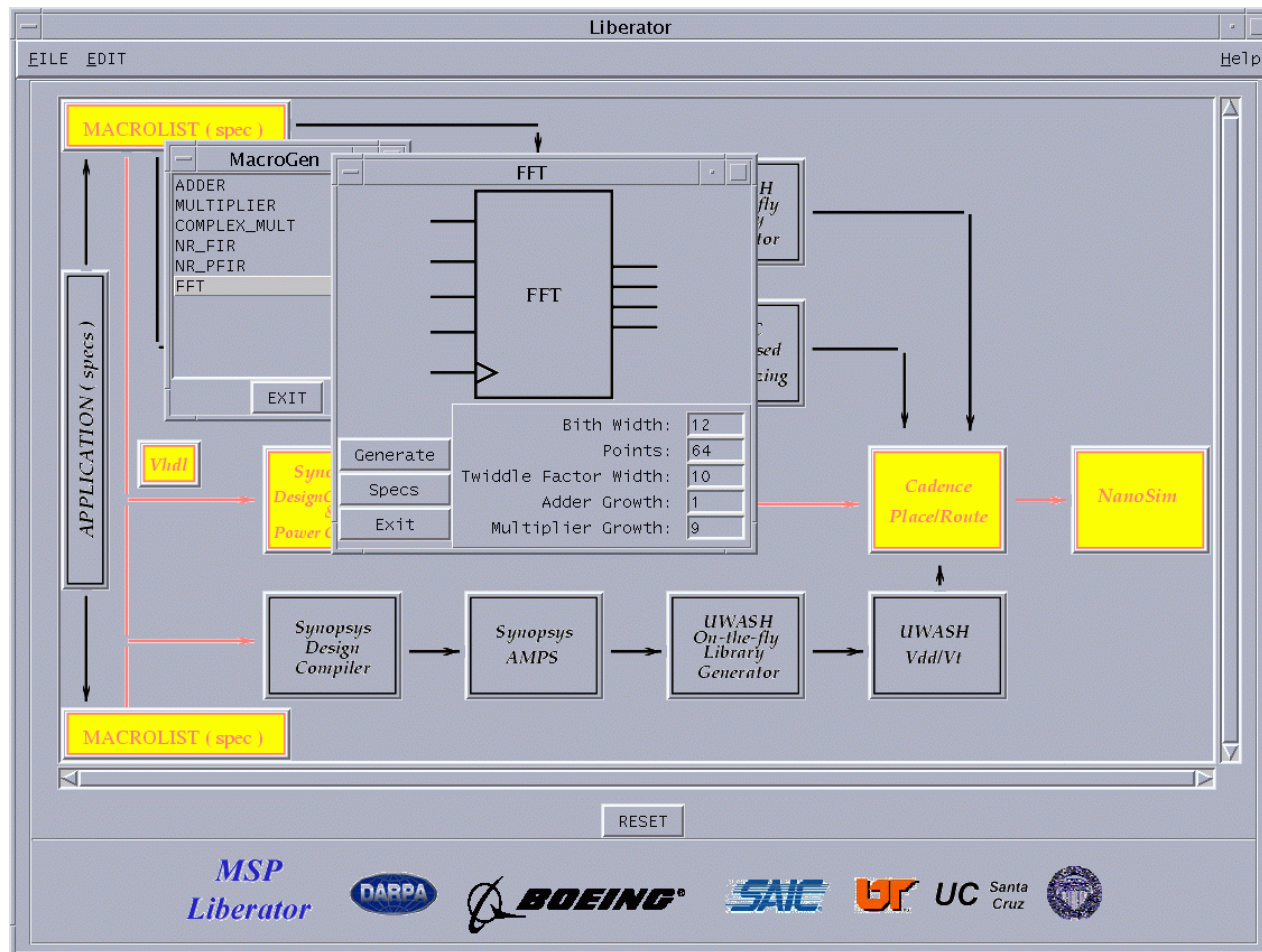 Liberator
FILE EDIT Help
MACROLIST ( spec )
MacroGen
ADDER
MULTIPLIER
COMPLEX_MULT
NR_FIR
NR_PFIR
FFT
EXIT
FFT
FFT
Bith Width: 12
Points: 64
Twiddle Factor Width: 10
Adder Growth: 1
Multiplier Growth: 9
Generate
Specs
Exit
APPLICATION ( specs )
Vhdl
Cadence
Place/Route
NanoSim
Synopsys
Design
Compiler
Synopsys
AMPS
UWASH
On-the-fly
Library
Generator
UWASH
Vdd/Vt
MACROLIST ( spec )
RESET
MSP
Liberator
DARPA
BOEING®
SAIC
UT
UC Santa
Cruz